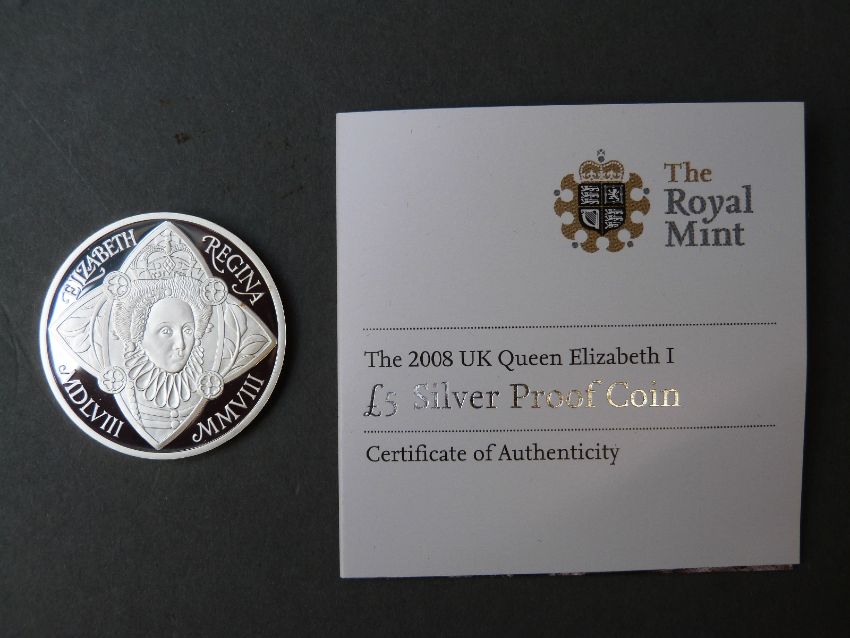 ELIZABETH REGINA
MDLVIII MMVIII
The
Royal
Mint
The 2008 UK Queen Elizabeth I
£5 Silver Proof Coin
Certificate of Authenticity